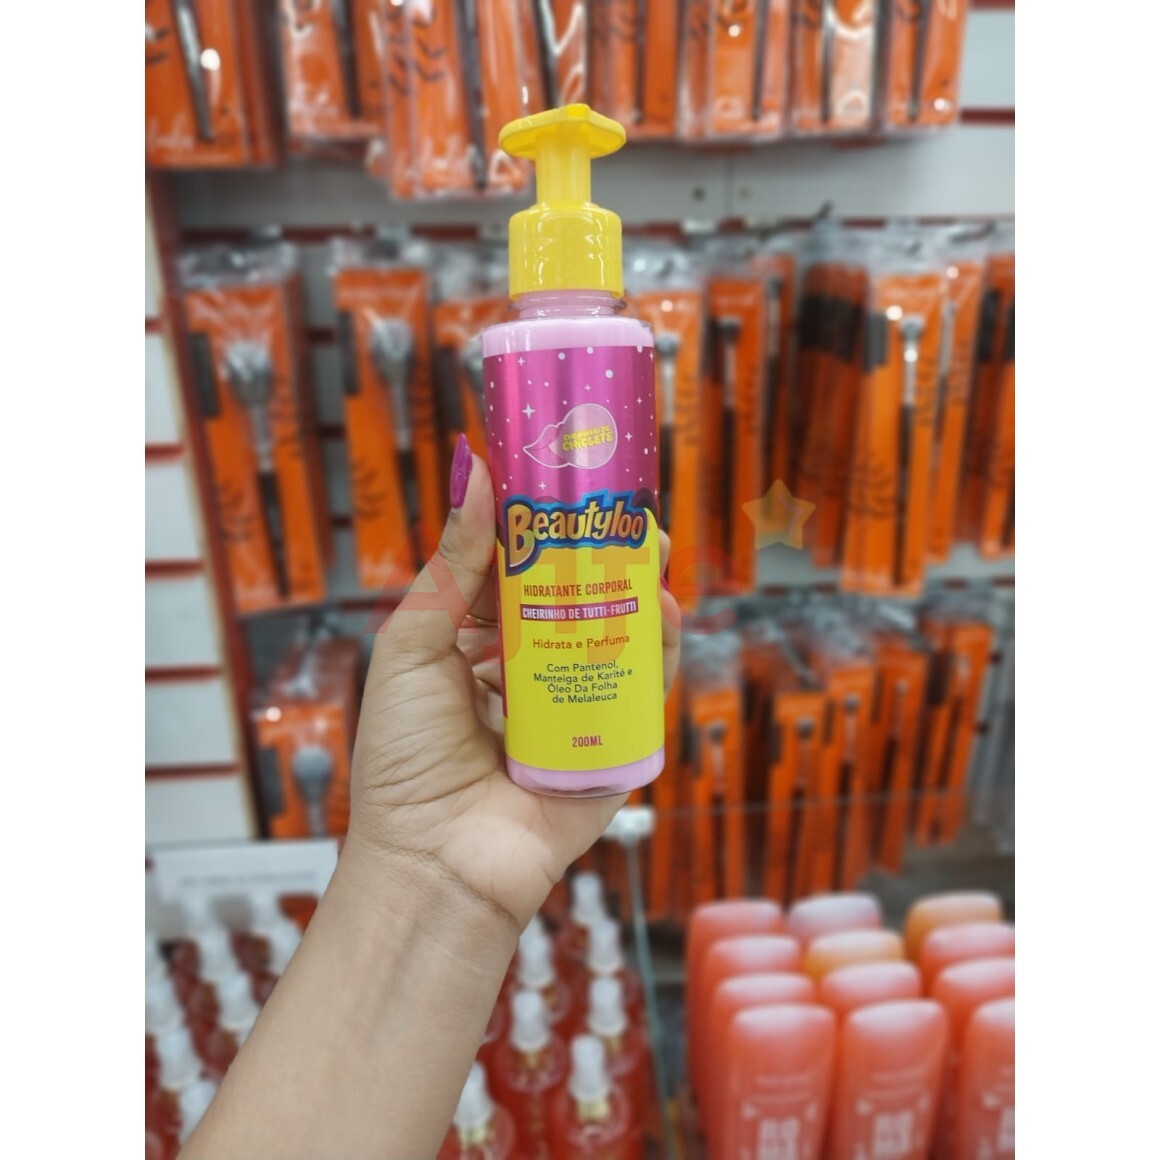 CHEIRINHO DE
CHICLETE
Beautyloo
HIDRATANTE CORPORAL
CHEIRINHO DE TUTTI-FRUTTI
Hidrata e Perfuma
Com Pantenol,
Manteiga de Karité e
Óleo Da Folha
de Melaleuca
200ML